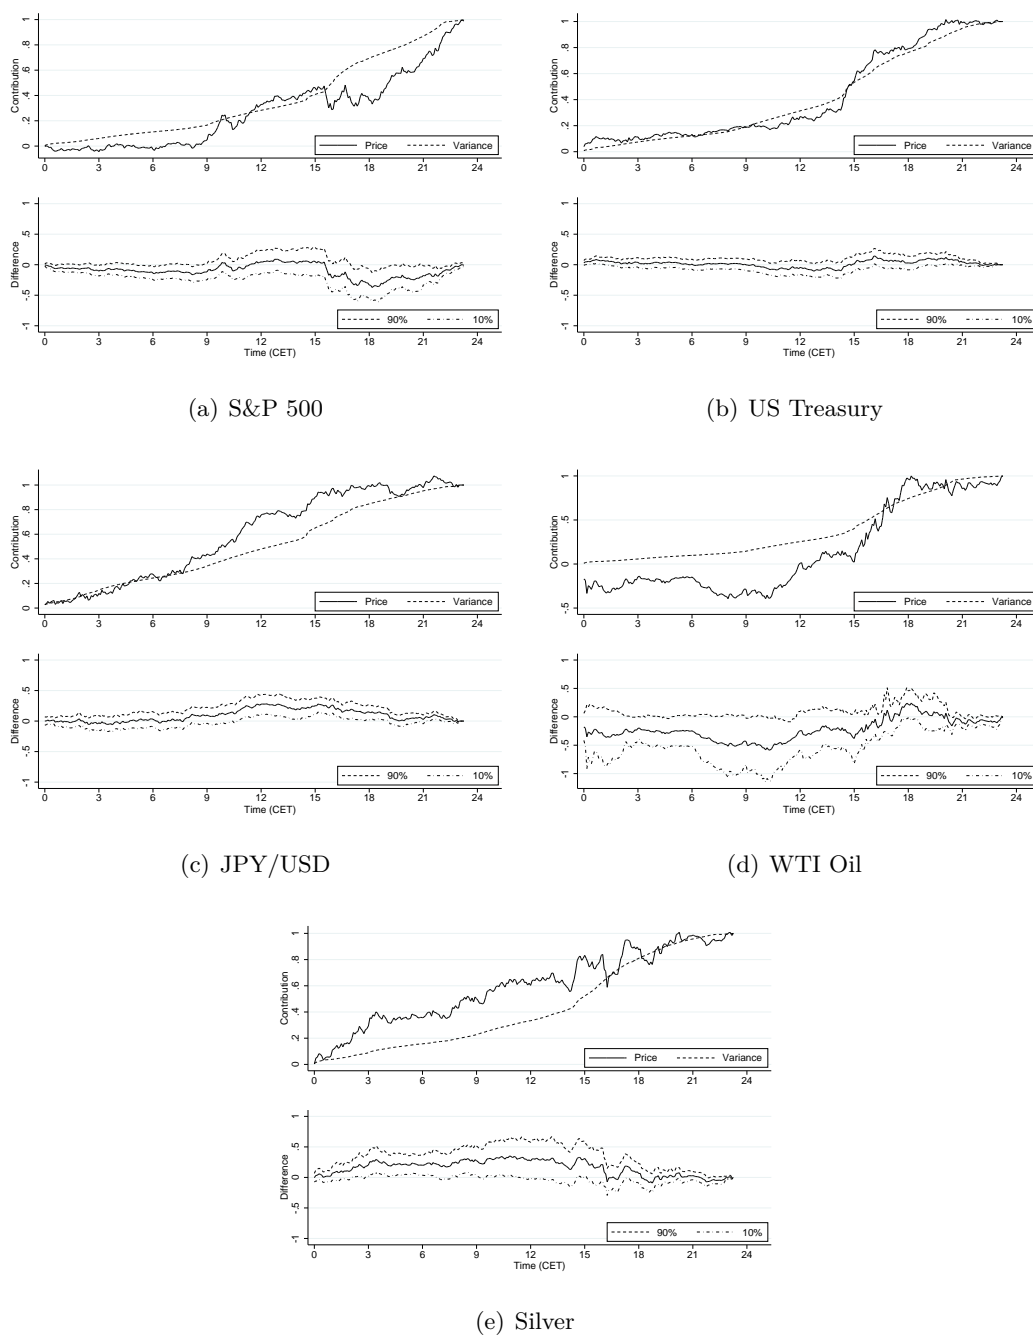 Contribution
0 .2 .4 .6 .8 1
0 3 6 9 12 15 18 21 24
Price Variance
Difference
-1 -.5 0 .5 1
0 3 6 9 12 15 18 21 24
Time (CET)
90% 10%
(a) S&P 500
Contribution
0 .2 .4 .6 .8 1
0 3 6 9 12 15 18 21 24
Price Variance
Difference
-1 -.5 0 .5 1
0 3 6 9 12 15 18 21 24
Time (CET)
90% 10%
(b) US Treasury
Contribution
0 .2 .4 .6 .8 1
0 3 6 9 12 15 18 21 24
Price Variance
Difference
-1 -.5 0 .5 1
0 3 6 9 12 15 18 21 24
Time (CET)
90% 10%
(c) JPY/USD
Contribution
-.5 0 .5 1
0 3 6 9 12 15 18 21 24
Price Variance
Difference
-1 -.5 0 .5 1
0 3 6 9 12 15 18 21 24
Time (CET)
90% 10%
(d) WTI Oil
Contribution
0 .2 .4 .6 .8 1
0 3 6 9 12 15 18 21 24
Price Variance
Difference
-1 -.5 0 .5 1
0 3 6 9 12 15 18 21 24
Time (CET)
90% 10%
(e) Silver